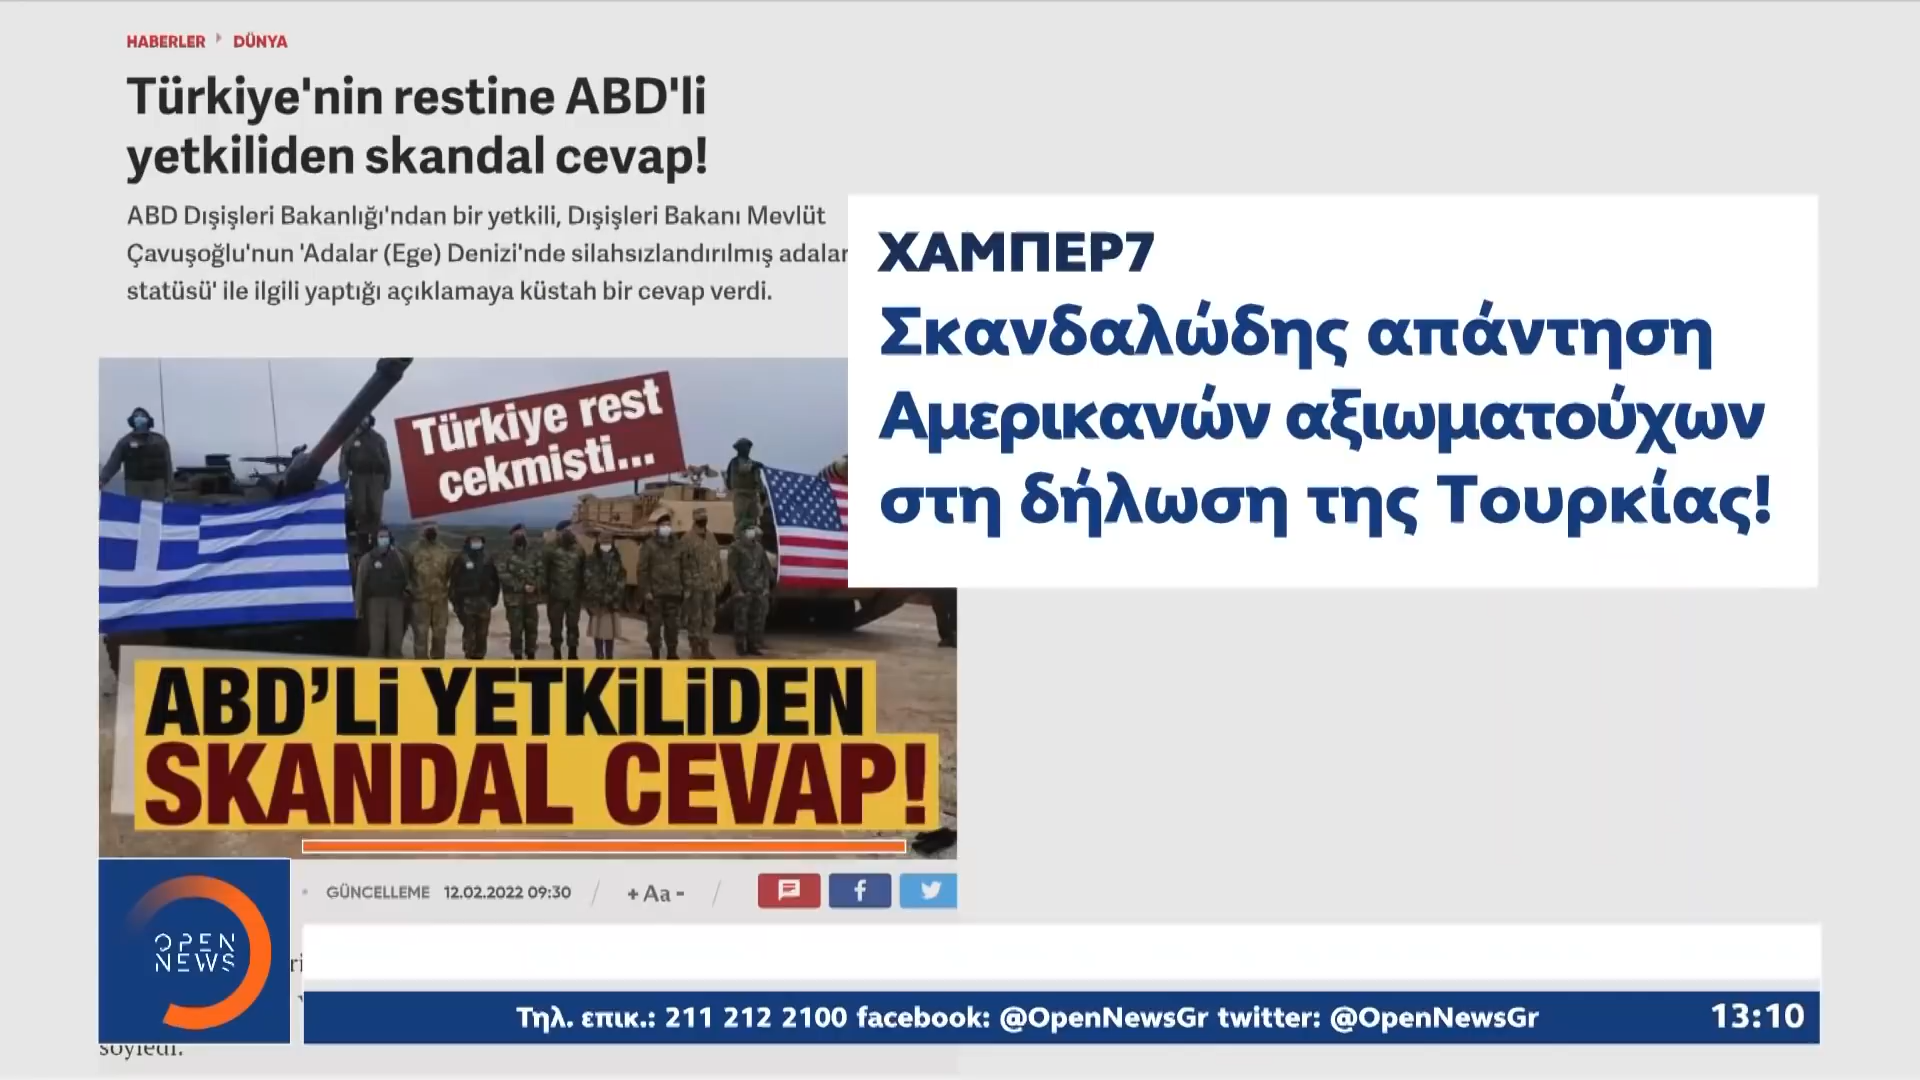 HABERLER DÜNYA
Türkiye'nin restine ABD'li
yetkiliden skandal cevap!
ABD Dışişleri Bakanlığı'ndan bir yetkili, Dışişleri Bakanı Mevlüt
Çavuşoğlu'nun 'Adalar (Ege) Denizi'nde silahsızlandırılmış adalar
statüsü' ile ilgili yaptığı açıklamaya küstah bir cevap verdi.
ΧΑΜΠΕΡ7
Σκανδαλώδης απάντηση
Αμερικανών αξιωματούχων
στη δήλωση της Τουρκίας!
Türkiye rest
çekmişti...
ABD'Lİ YETKİLİDEN
SKANDAL CEVAP!
GÜNCELLEME 12.02.2022 09:30 / +Aa- /
OPEN
NEWS
Τηλ. επικ.: 211 212 2100 facebook: @OpenNewsGr twitter: @OpenNewsGr 13:10
söyledi.